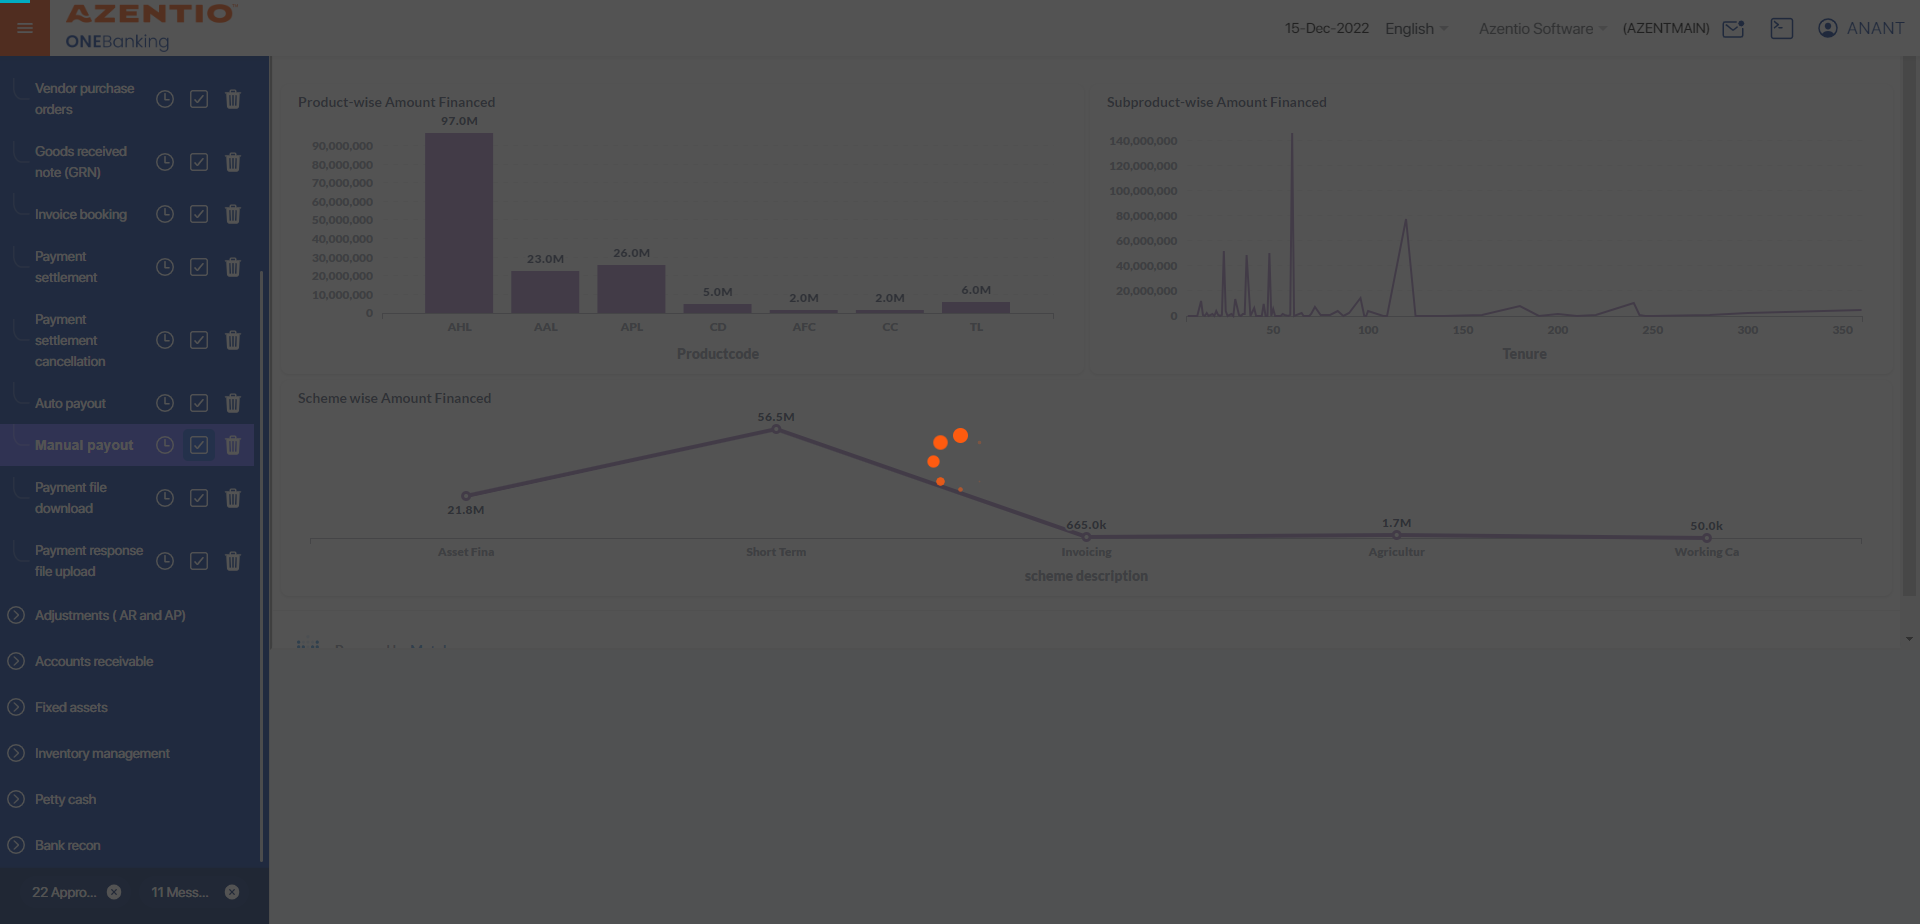 AZENTIO
ONEBanking
15-Dec-2022
English
Azentio Software
(AZENTMAIN)
ANANT
Vendor purchase
orders
Goods received
note (GRN)
Invoice booking
Payment
settlement
Payment
settlement
cancellation
Auto payout
Manual payout
Payment file
download
Payment response
file upload
Adjustments ( AR and AP)
Accounts receivable
Fixed assets
Inventory management
Petty cash
Bank recon
22 Appro...
11 Mess...
Product-wise Amount Financed
97.0M
90,000,000
80,000,000
70,000,000
60,000,000
50,000,000
40,000,000
30,000,000
20,000,000
10,000,000
0
23.0M
26.0M
5.0M
2.0M
2.0M
6.0M
AHL
AAL
APL
CD
AFC
CC
TL
Productcode
Subproduct-wise Amount Financed
140,000,000
120,000,000
100,000,000
80,000,000
60,000,000
40,000,000
20,000,000
0
50
100
150
200
250
300
350
Tenure
Scheme wise Amount Financed
56.5M
21.8M
665.0k
1.7M
50.0k
Asset Fina
Short Term
Invoicing
Agricultur
Working Ca
scheme description